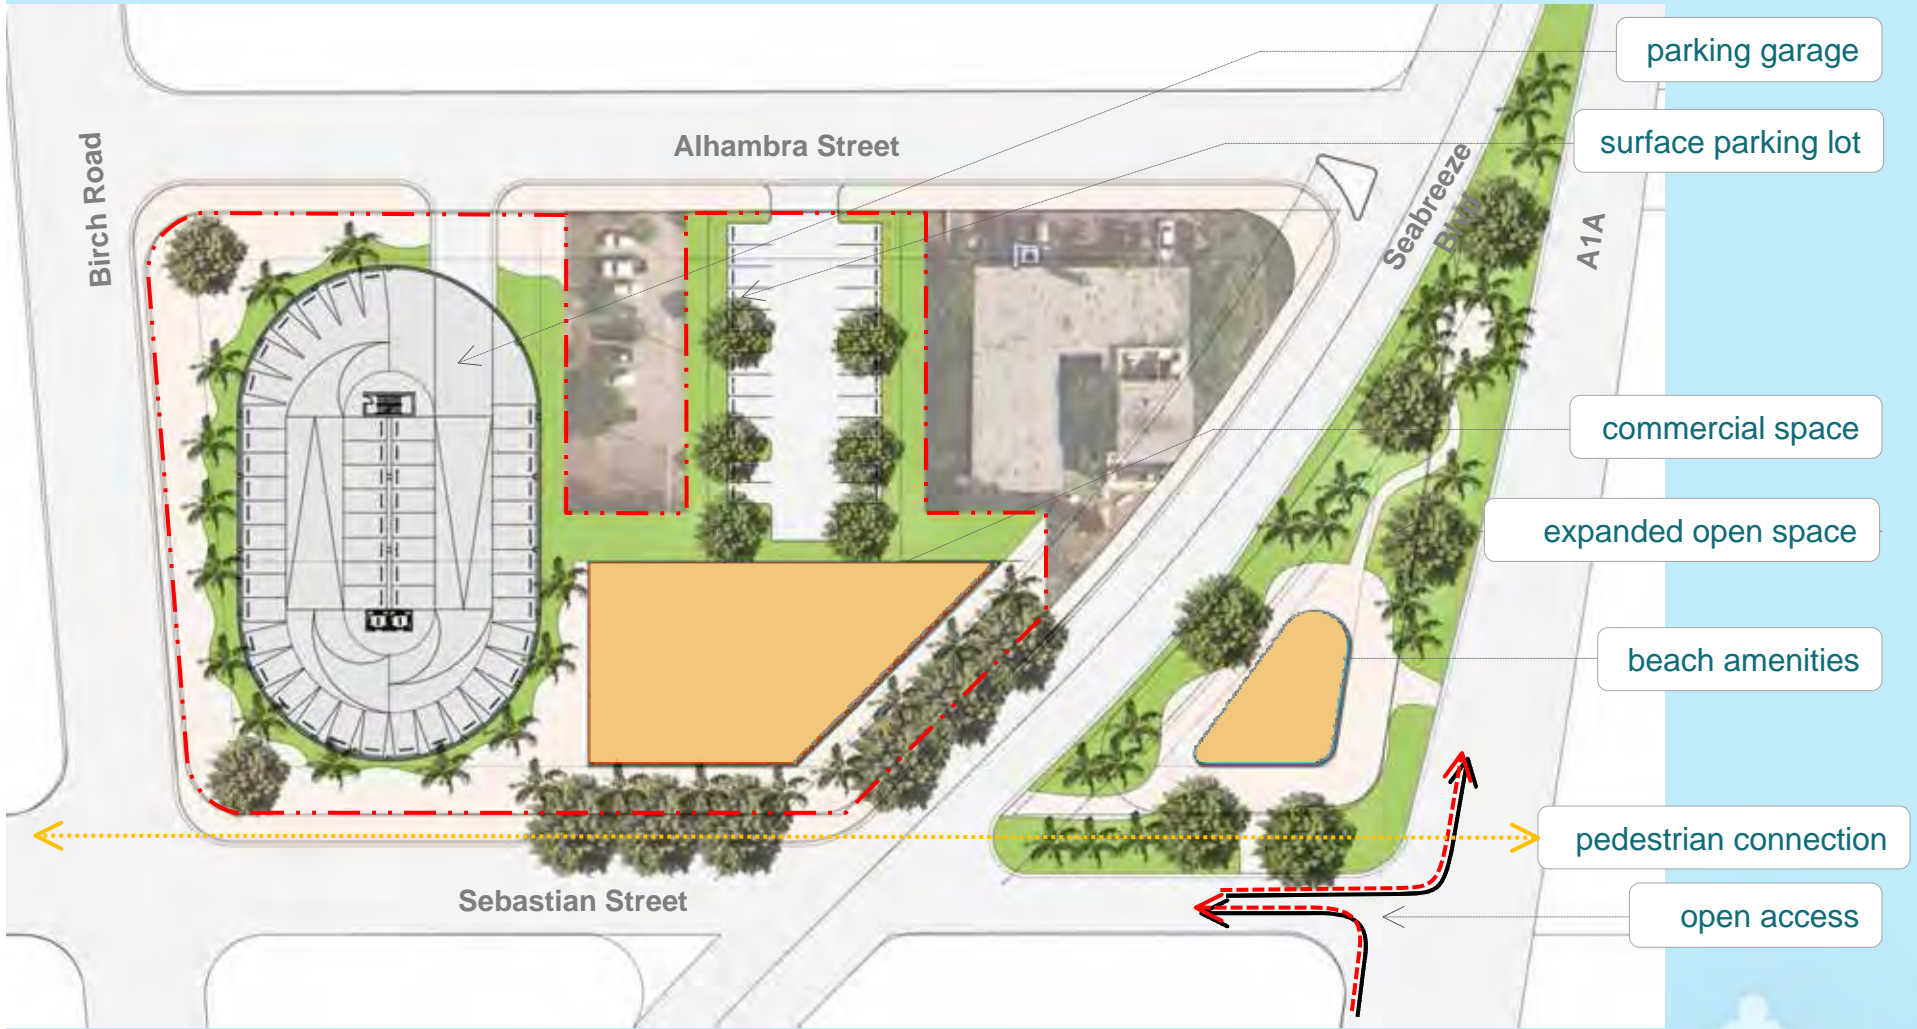 parking garage
Alhambra Street
surface parking lot
Birch Road
Seabreeze
Blvd
A1A
commercial space
expanded open space
beach amenities
pedestrian connection
Sebastian Street
open access